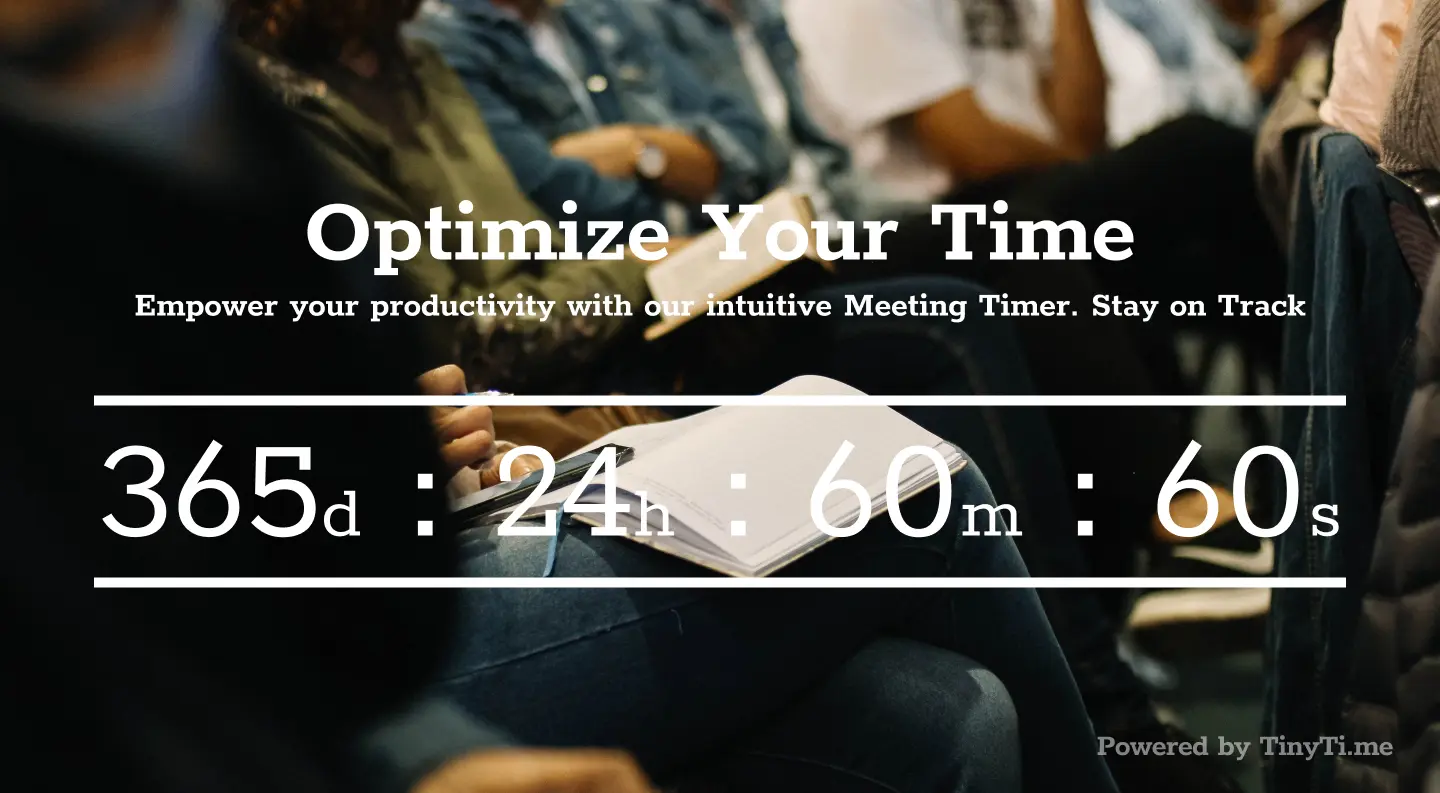 Optimize Your Time
Empower your productivity with our intuitive Meeting Timer. Stay on Track
365d : 24h : 60m : 60s
Powered by TinyTi.me